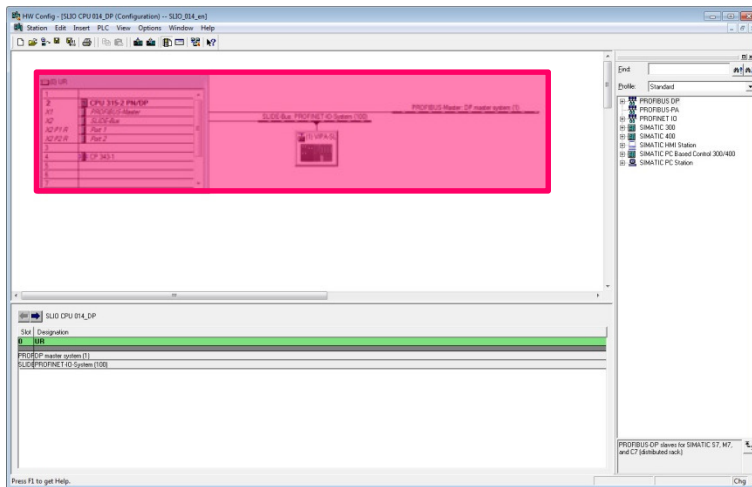 HW Config - [SLIO CPU 014_DP (Configuration) -- SLIO_014_en]
Station Edit Insert PLC View Options Window Help
(0) UR
1
2 CPU 315-2 PN/DP
X1 PROFIBUS-Master
X2 SLIDE-Bus
X2 P1 R Port 1
X2 P2 R Port 2
3
4 CP 343-1
5
6
7
SLIDE-Bus: PROFINET-IO-System (100)
PROFIBUS-Master: DP master system (1)
(1) VIPA-SL
SLIO CPU 014_DP
Slot Designation
0 UR
PROF DP master system (1)
SLIDE PROFINET-IO-System (100)
Find:
Profile: Standard
PROFIBUS DP
PROFIBUS-PA
PROFINET IO
SIMATIC 300
SIMATIC 400
SIMATIC HMI Station
SIMATIC PC Based Control 300/400
SIMATIC PC Station
PROFIBUS-DP slaves for SIMATIC S7, M7,
and C7 (distributed rack)
Press F1 to get Help.
Chg